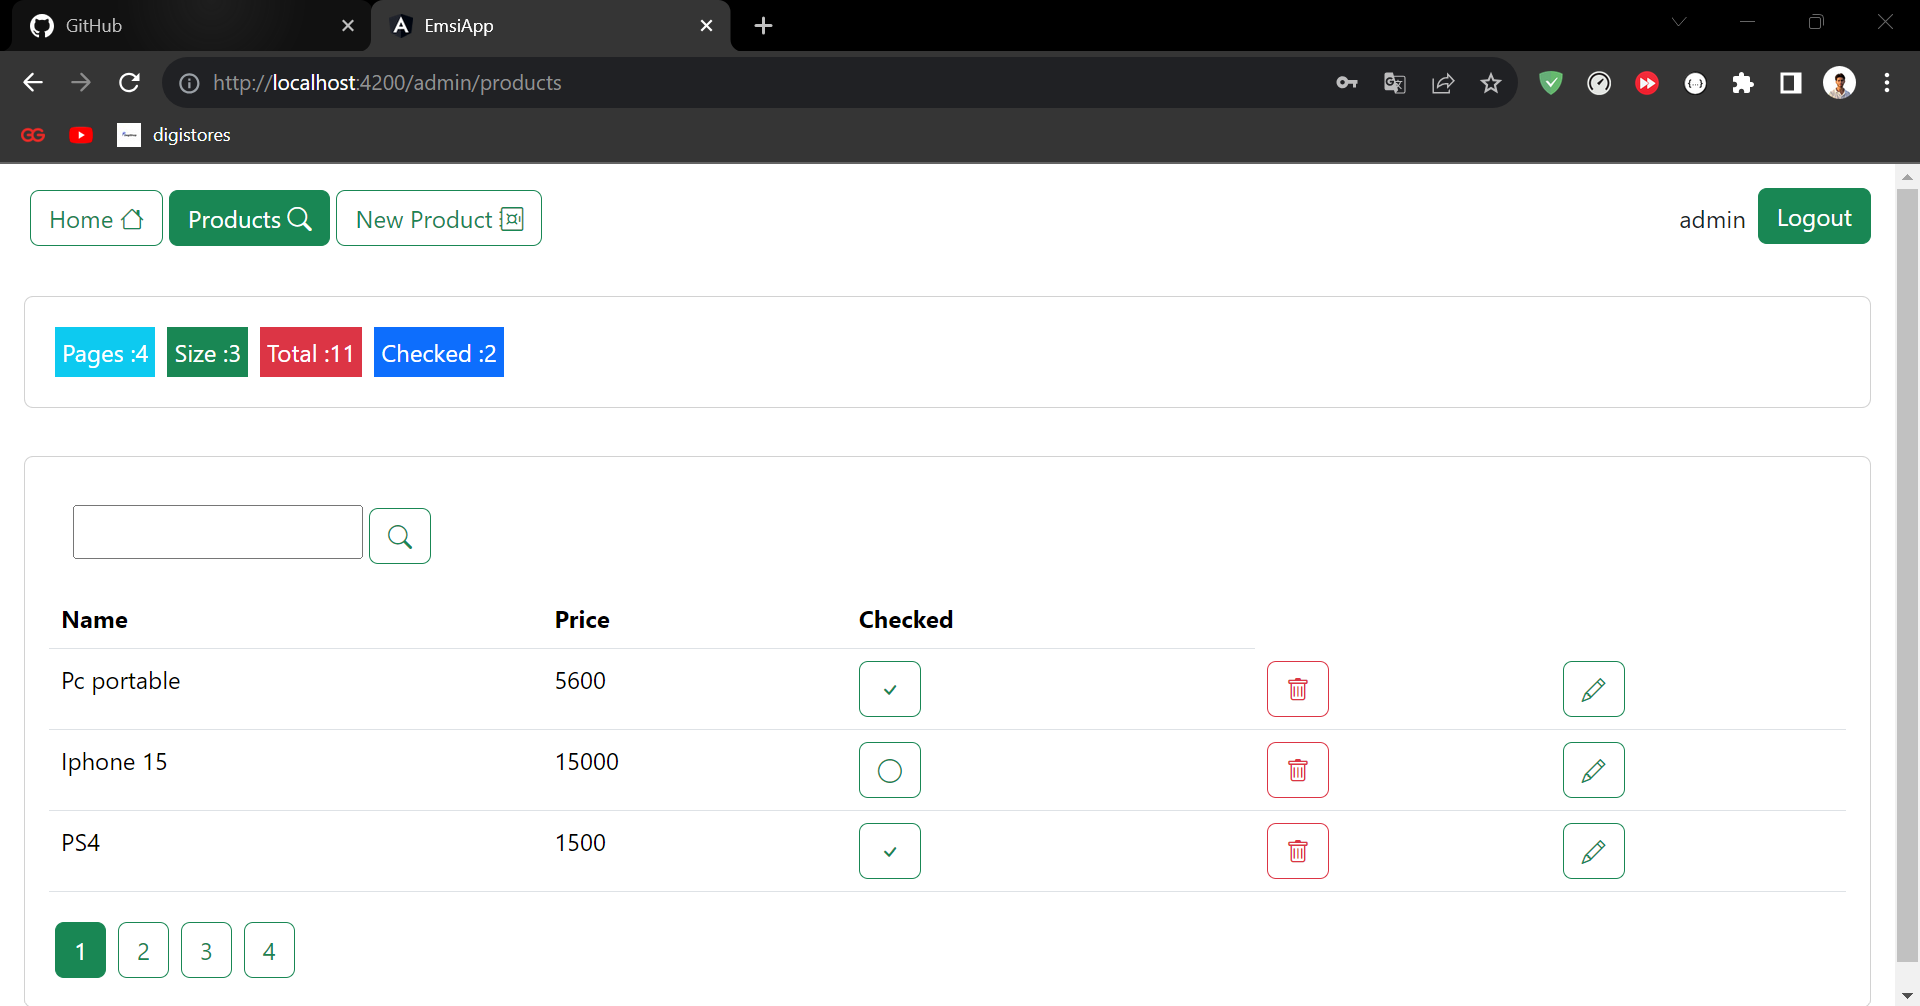 GitHub
EmsiApp
http://localhost:4200/admin/products
digistores
Home
Products
New Product
admin
Logout
Pages :4
Size :3
Total :11
Checked :2
Name Price Checked
Pc portable 5600
Iphone 15 15000
PS4 1500
1 2 3 4